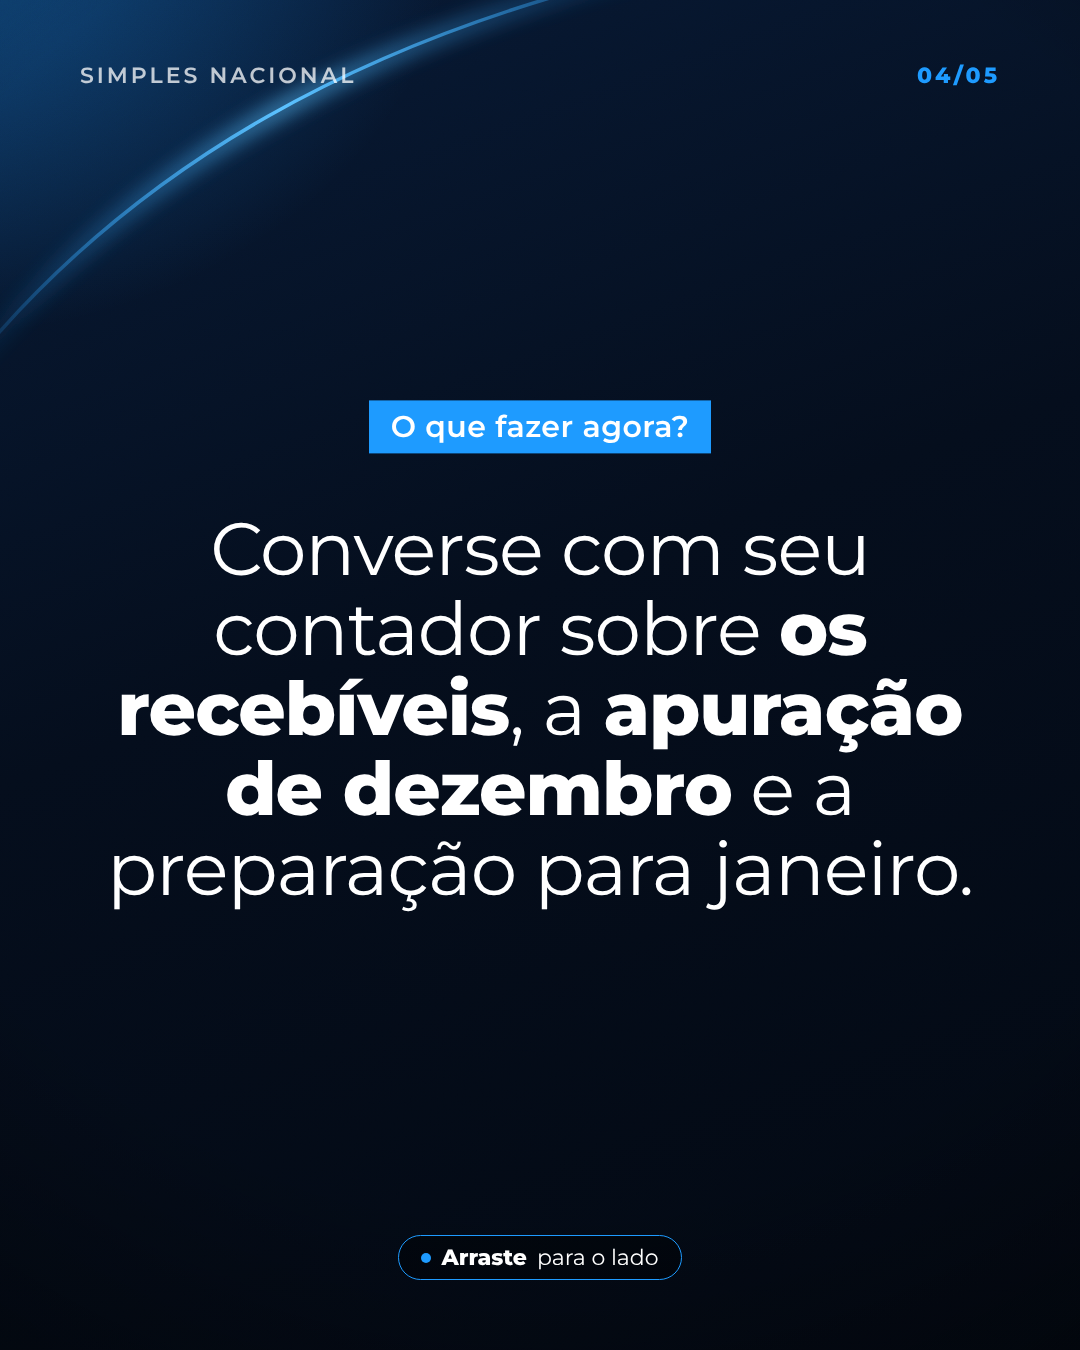 SIMPLES NACIONAL
04/05
O que fazer agora?
Converse com seu
contador sobre os
recebíveis, a apuração
de dezembro e a
preparação para janeiro.
Arraste para o lado